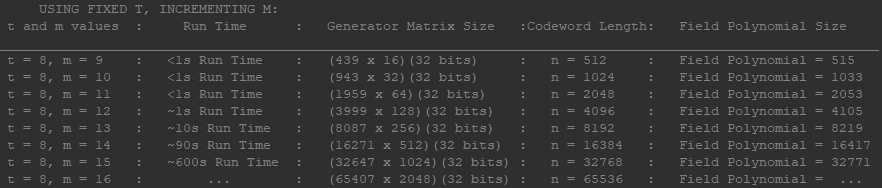 USING FIXED T, INCREMENTING M:
t and m values : Run Time : Generator Matrix Size :Codeword Length: Field Polynomial Size
t = 8, m = 9 : <1s Run Time : (439 x 16)(32 bits) : n = 512 : Field Polynomial = 515
t = 8, m = 10 : <1s Run Time : (943 x 32)(32 bits) : n = 1024 : Field Polynomial = 1033
t = 8, m = 11 : <1s Run Time : (1959 x 64)(32 bits) : n = 2048 : Field Polynomial = 2053
t = 8, m = 12 : ~1s Run Time : (3999 x 128)(32 bits) : n = 4096 : Field Polynomial = 4105
t = 8, m = 13 : ~10s Run Time : (8087 x 256)(32 bits) : n = 8192 : Field Polynomial = 8219
t = 8, m = 14 : ~90s Run Time : (16271 x 512)(32 bits) : n = 16384 : Field Polynomial = 16417
t = 8, m = 15 : ~600s Run Time : (32647 x 1024)(32 bits) : n = 32768 : Field Polynomial = 32771
t = 8, m = 16 : ... : (65407 x 2048)(32 bits) : n = 65536 : Field Polynomial = ...